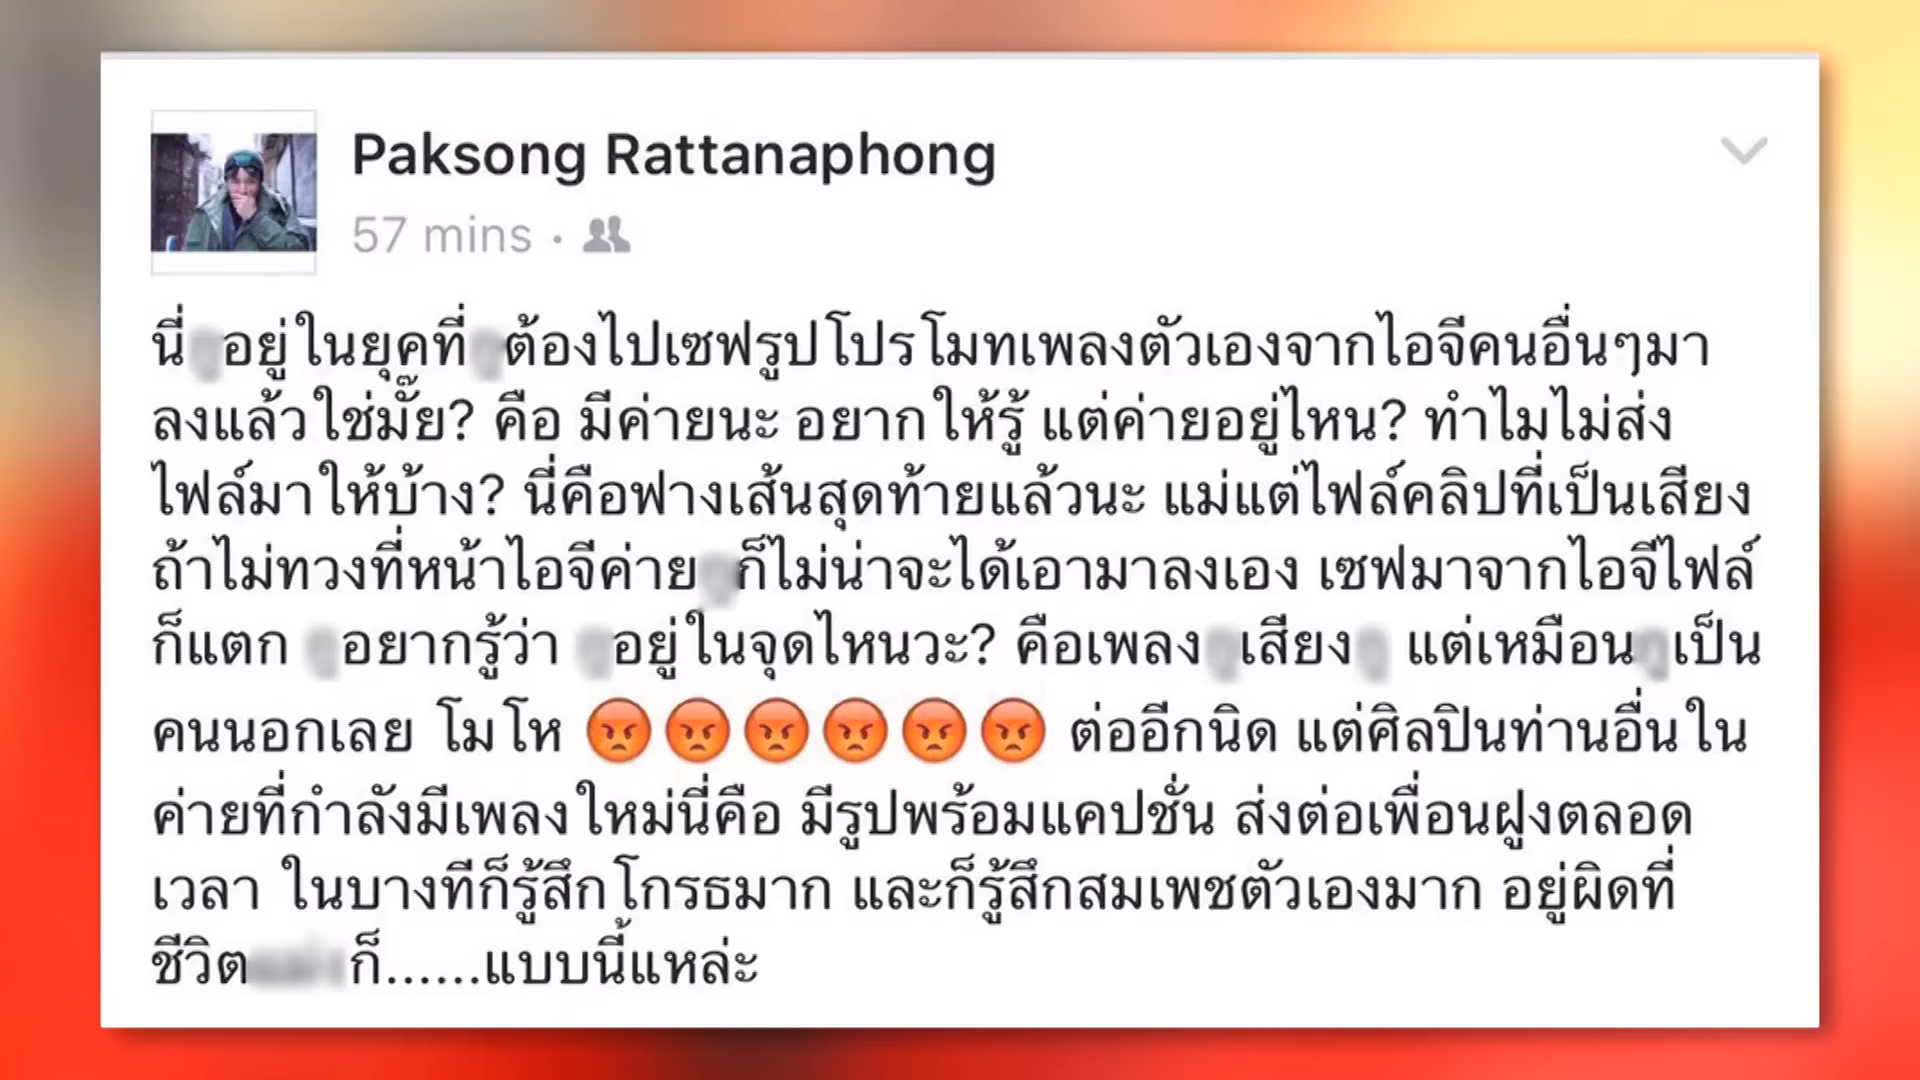 Paksong Rattanaphong
57 mins ·
นี่ อยู่ในยุคที่ ต้องไปเซฟรูปโปรโมทเพลงตัวเองจากไอจีคนอื่นๆมา
ลงแล้วใช่มั๊ย? คือ มีค่ายนะ อยากให้รู้ แต่ค่ายอยู่ไหน? ทำไมไม่ส่ง
ไฟล์มาให้บ้าง? นี่คือฟางเส้นสุดท้ายแล้วนะ แม่แต่ไฟล์คลิปที่เป็นเสียง
ถ้าไม่ทวงที่หน้าไอจีค่าย ก็ไม่น่าจะได้เอามาลงเอง เซฟมาจากไอจีไฟล์
ก็แตก อยากรู้ว่า อยู่ในจุดไหนวะ? คือเพลง เสียง แต่เหมือน เป็น
คนนอกเลย โมโห 😡😡😡😡😡😡 ต่ออีกนิด แต่ศิลปินท่านอื่นใน
ค่ายที่กำลังมีเพลงใหม่นี่คือ มีรูปพร้อมแคปชั่น ส่งต่อเพื่อนฝูงตลอด
เวลา ในบางทีก็รู้สึกโกรธมาก และก็รู้สึกสมเพชตัวเองมาก อยู่ผิดที่
ชีวิต ก็......แบบนี้แหล่ะ